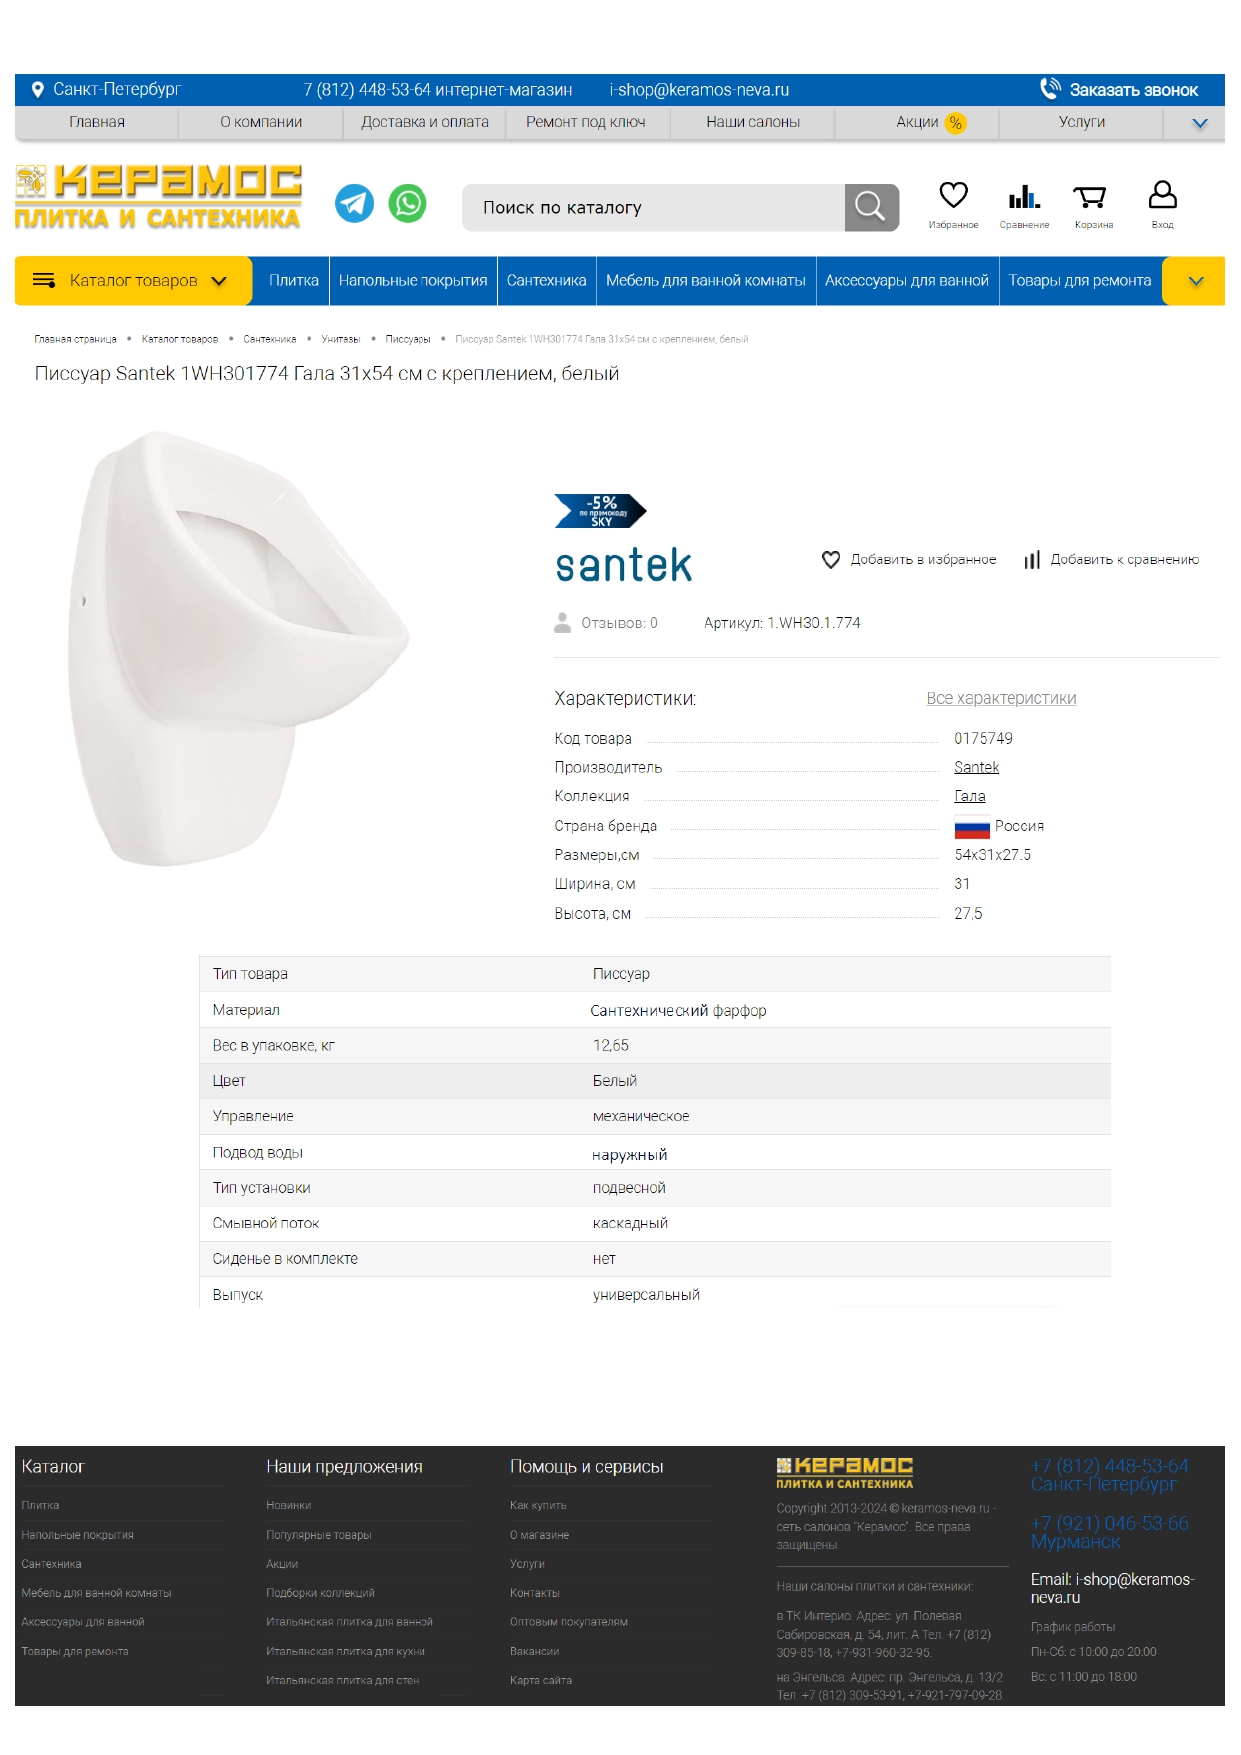 Санкт-Петербург 7 (812) 448-53-64 интернет-магазин i-shop@keramos-neva.ru Заказать звонок
Главная О компании Доставка и оплата Ремонт под ключ Наши салоны Акции % Услуги
КЕРАМОС
ПЛИТКА И САНТЕХНИКА
Поиск по каталогу
Избранное Сравнение Корзина Вход
Каталог товаров Плитка Напольные покрытия Сантехника Мебель для ванной комнаты Аксессуары для ванной Товары для ремонта
Главная страница • Каталог товаров • Сантехника • Унитазы • Писсуары • Писсуар Santek 1WH301774 Гала 31x54 см с креплением, белый
Писсуар Santek 1WH301774 Гала 31x54 см с креплением, белый
-5%
по промокоду
SKY
santek
Добавить в избранное Добавить к сравнению
Отзывов: 0 Артикул: 1.WH30.1.774
Характеристики: Все характеристики
Код товара 0175749
Производитель Santek
Коллекция Гала
Страна бренда Россия
Размеры,см 54x31x27.5
Ширина, см 31
Высота, см 27,5
Тип товара Писсуар
Материал Сантехнический фарфор
Вес в упаковке, кг 12,65
Цвет Белый
Управление механическое
Подвод воды наружный
Тип установки подвесной
Смывной поток каскадный
Сиденье в комплекте нет
Выпуск универсальный
Каталог
Плитка
Напольные покрытия
Сантехника
Мебель для ванной комнаты
Аксессуары для ванной
Товары для ремонта
Наши предложения
Новинки
Популярные товары
Акции
Подборки коллекций
Итальянская плитка для ванной
Итальянская плитка для кухни
Итальянская плитка для стен
Помощь и сервисы
Как купить
О магазине
Услуги
Контакты
Оптовым покупателям
Вакансии
Карта сайта
КЕРАМОС
ПЛИТКА И САНТЕХНИКА
Copyright 2013-2024 © keramos-neva.ru -
сеть салонов "Керамос". Все права
защищены.
Наши салоны плитки и сантехники:
в ТК Интерио. Адрес: ул. Полевая
Сабировская, д. 54, лит. А Тел. +7 (812)
309-85-18, +7-931-960-32-95.
на Энгельса. Адрес: пр. Энгельса, д. 13/2
Тел. +7 (812) 309-53-91, +7-921-797-09-28.
+7 (812) 448-53-64
Санкт-Петербург
+7 (921) 046-53-66
Мурманск
Email: i-shop@keramos-
neva.ru
График работы
Пн-Сб: с 10:00 до 20:00
Вс: с 11:00 до 18:00